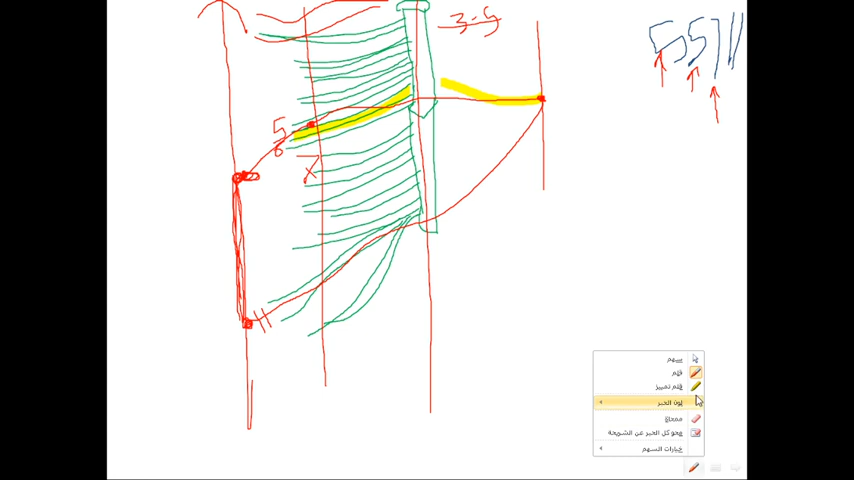 3-5
5511
5
6
X
11
سهم
قلم
قلم تمييز
لون الحبر
ممحاة
محو كل الحبر عن الشريحة
خيارات السهم